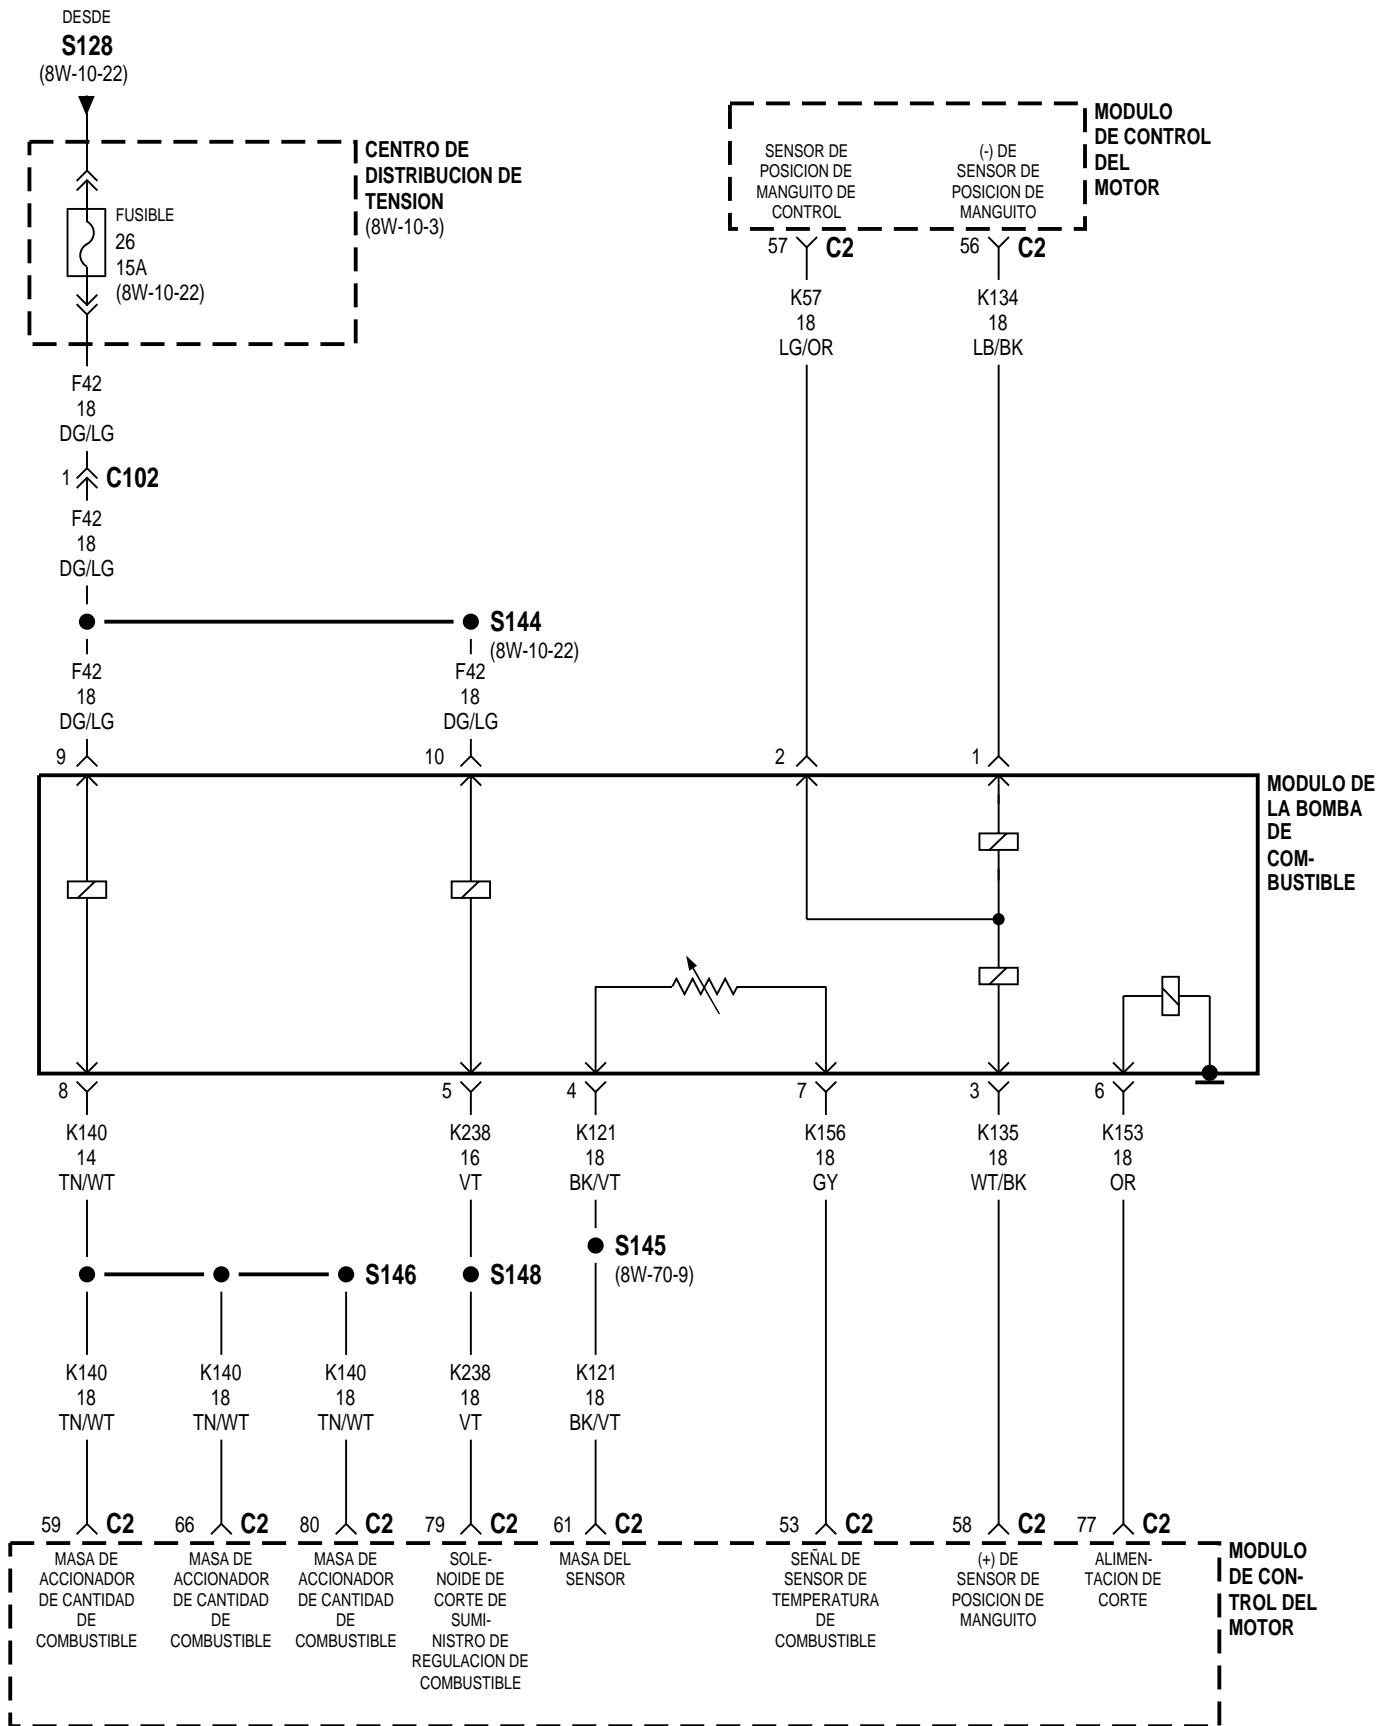 DESDE
S128
(8W-10-22)
CENTRO DE
DISTRIBUCION DE
TENSION
(8W-10-3)
FUSIBLE
26
15A
(8W-10-22)
MODULO
DE CONTROL
DEL
MOTOR
SENSOR DE
POSICION DE
MANGUITO DE
CONTROL
(-) DE
SENSOR DE
POSICION DE
MANGUITO
57 C2
56 C2
K57
18
LG/OR
K134
18
LB/BK
F42
18
DG/LG
1 C102
F42
18
DG/LG
S144
(8W-10-22)
F42
18
DG/LG
F42
18
DG/LG
9 10 2 1
MODULO DE
LA BOMBA
DE
COM-
BUSTIBLE
8 5 4 7 3 6
K140
14
TN/WT
K238
16
VT
K121
18
BK/VT
K156
18
GY
K135
18
WT/BK
K153
18
OR
S146
S148
S145
(8W-70-9)
K140
18
TN/WT
K140
18
TN/WT
K140
18
TN/WT
K238
18
VT
K121
18
BK/VT
59 C2
66 C2
80 C2
79 C2
61 C2
53 C2
58 C2
77 C2
MASA DE
ACCIONADOR
DE CANTIDAD
DE
COMBUSTIBLE
MASA DE
ACCIONADOR
DE CANTIDAD
DE
COMBUSTIBLE
MASA DE
ACCIONADOR
DE CANTIDAD
DE
COMBUSTIBLE
SOLE-
NOIDE DE
CORTE DE
SUMI-
NISTRO DE
REGULACION DE
COMBUSTIBLE
MASA DEL
SENSOR
SEÑAL DE
SENSOR DE
TEMPERATURA
DE
COMBUSTIBLE
(+) DE
SENSOR DE
POSICION DE
MANGUITO
ALIMEN-
TACION DE
CORTE
MODULO
DE CON-
TROL DEL
MOTOR